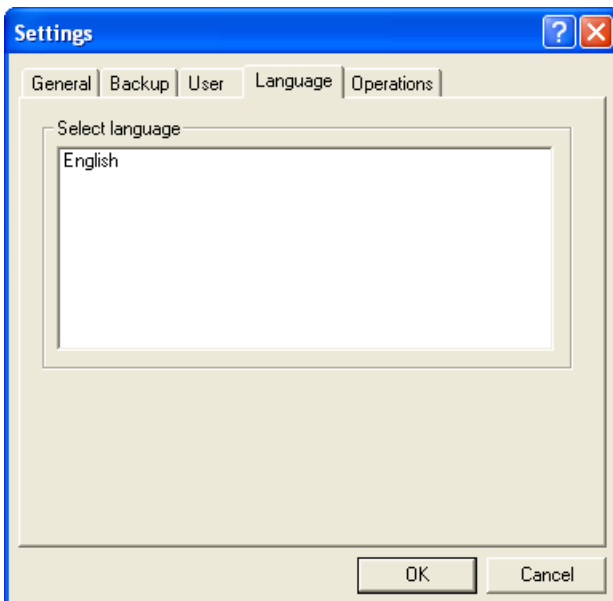 Settings
General Backup User Language Operations
Select language
English
OK Cancel